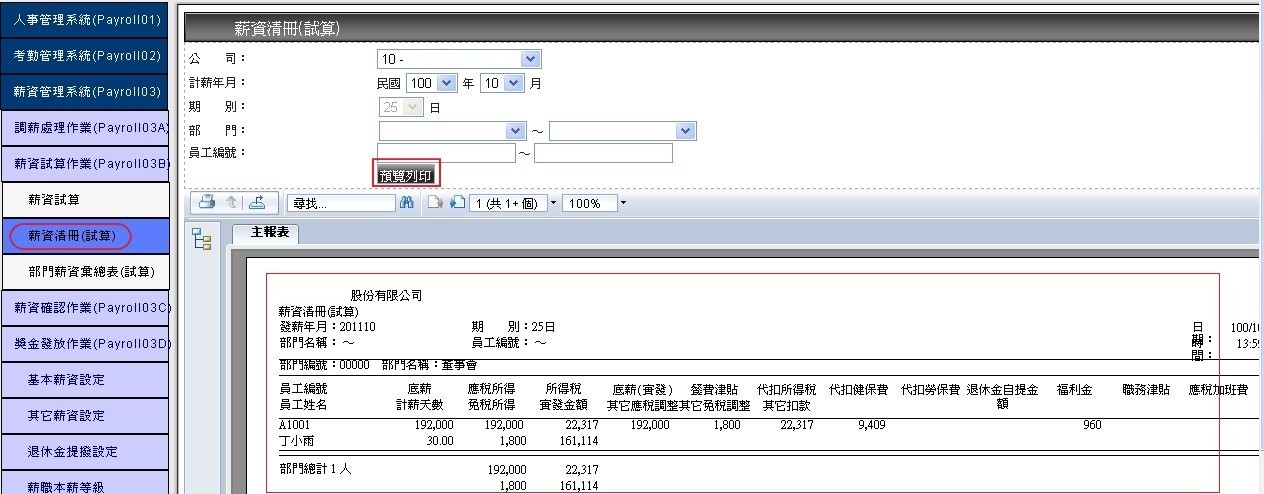 人事管理系統(Payroll01)
考勤管理系統(Payroll02)
薪資管理系統(Payroll03)
調薪處理作業(Payroll03A)
薪資試算作業(Payroll03B)
薪資試算
薪資清冊(試算)
部門薪資彙總表(試算)
薪資確認作業(Payroll03C)
獎金發放作業(Payroll03D)
基本薪資設定
其它薪資設定
退休金提撥設定
薪職本薪等級
薪資清冊(試算)
公 司： 10 -
計薪年月： 民國 100 年 10 月
期 別： 25 日
部 門： ～
員工編號： ～
預覽列印
尋找... 1 (共 1+ 個) 100%
主報表
股份有限公司
薪資清冊(試算)
發薪年月：201110 期 別：25日 日期： 100/10
部門名稱：～ 員工編號：～ 時間： 13:59
部門編號：00000 部門名稱：董事會
員工編號 底薪 應稅所得 所得稅 底薪(實發) 餐費津貼 代扣所得稅 代扣健保費 代扣勞保費 退休金自提金額 福利金 職務津貼 應稅加班費
員工姓名 計薪天數 免稅所得 實發金額 其它應稅調整 其它免稅調整 其它扣款
A1001 192,000 192,000 22,317 192,000 1,800 22,317 9,409 960
丁小雨 30.00 1,800 161,114
部門總計 1 人 192,000 22,317
1,800 161,114